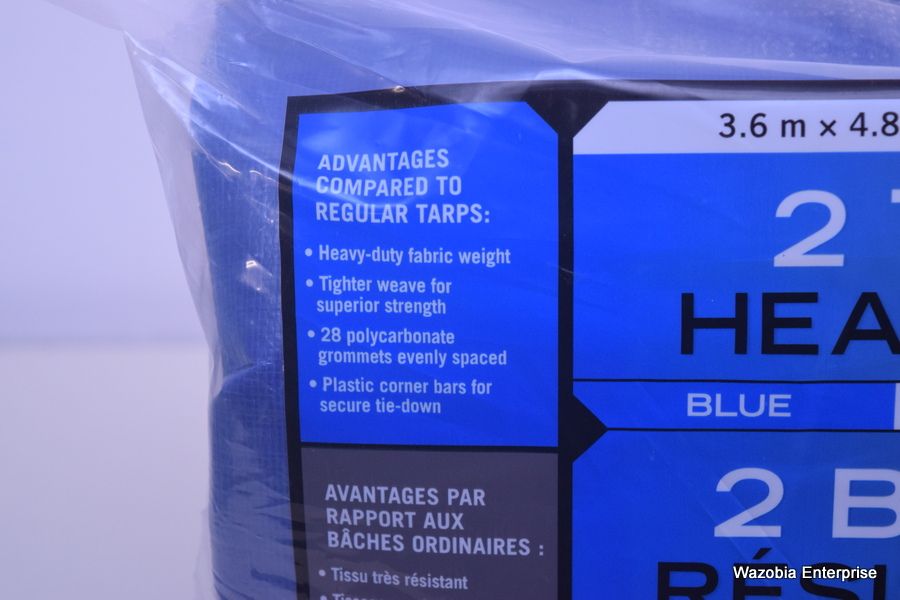 ADVANTAGES
COMPARED TO
REGULAR TARPS:
• Heavy-duty fabric weight
• Tighter weave for
superior strength
• 28 polycarbonate
grommets evenly spaced
• Plastic corner bars for
secure tie-down
AVANTAGES PAR
RAPPORT AUX
BÂCHES ORDINAIRES :
• Tissu très résistant
3.6 m × 4.8
2
HEA
BLUE
2 B
RÉSI
Wazobia Enterprise